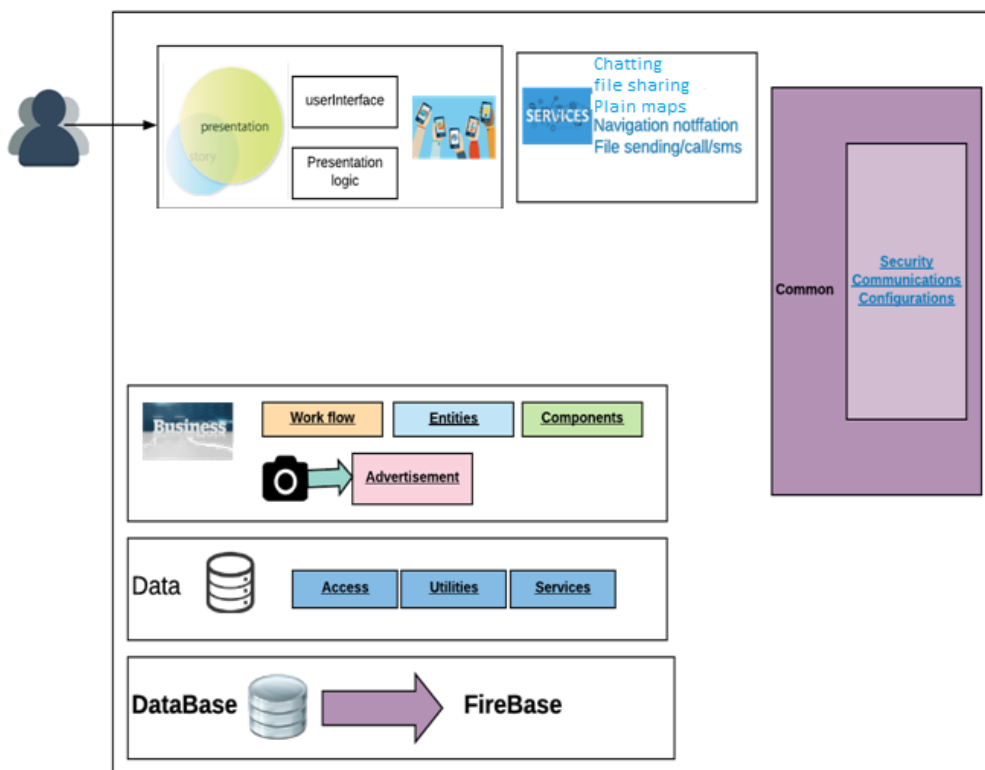 presentation
story
userInterface
Presentation
logic
SERVICES
Chatting
file sharing
Plain maps
Navigation notffation
File sending/call/sms
Common
Security
Communications
Configurations
Business
Work flow
Entities
Components
Advertisement
Data
Access
Utilities
Services
DataBase
FireBase